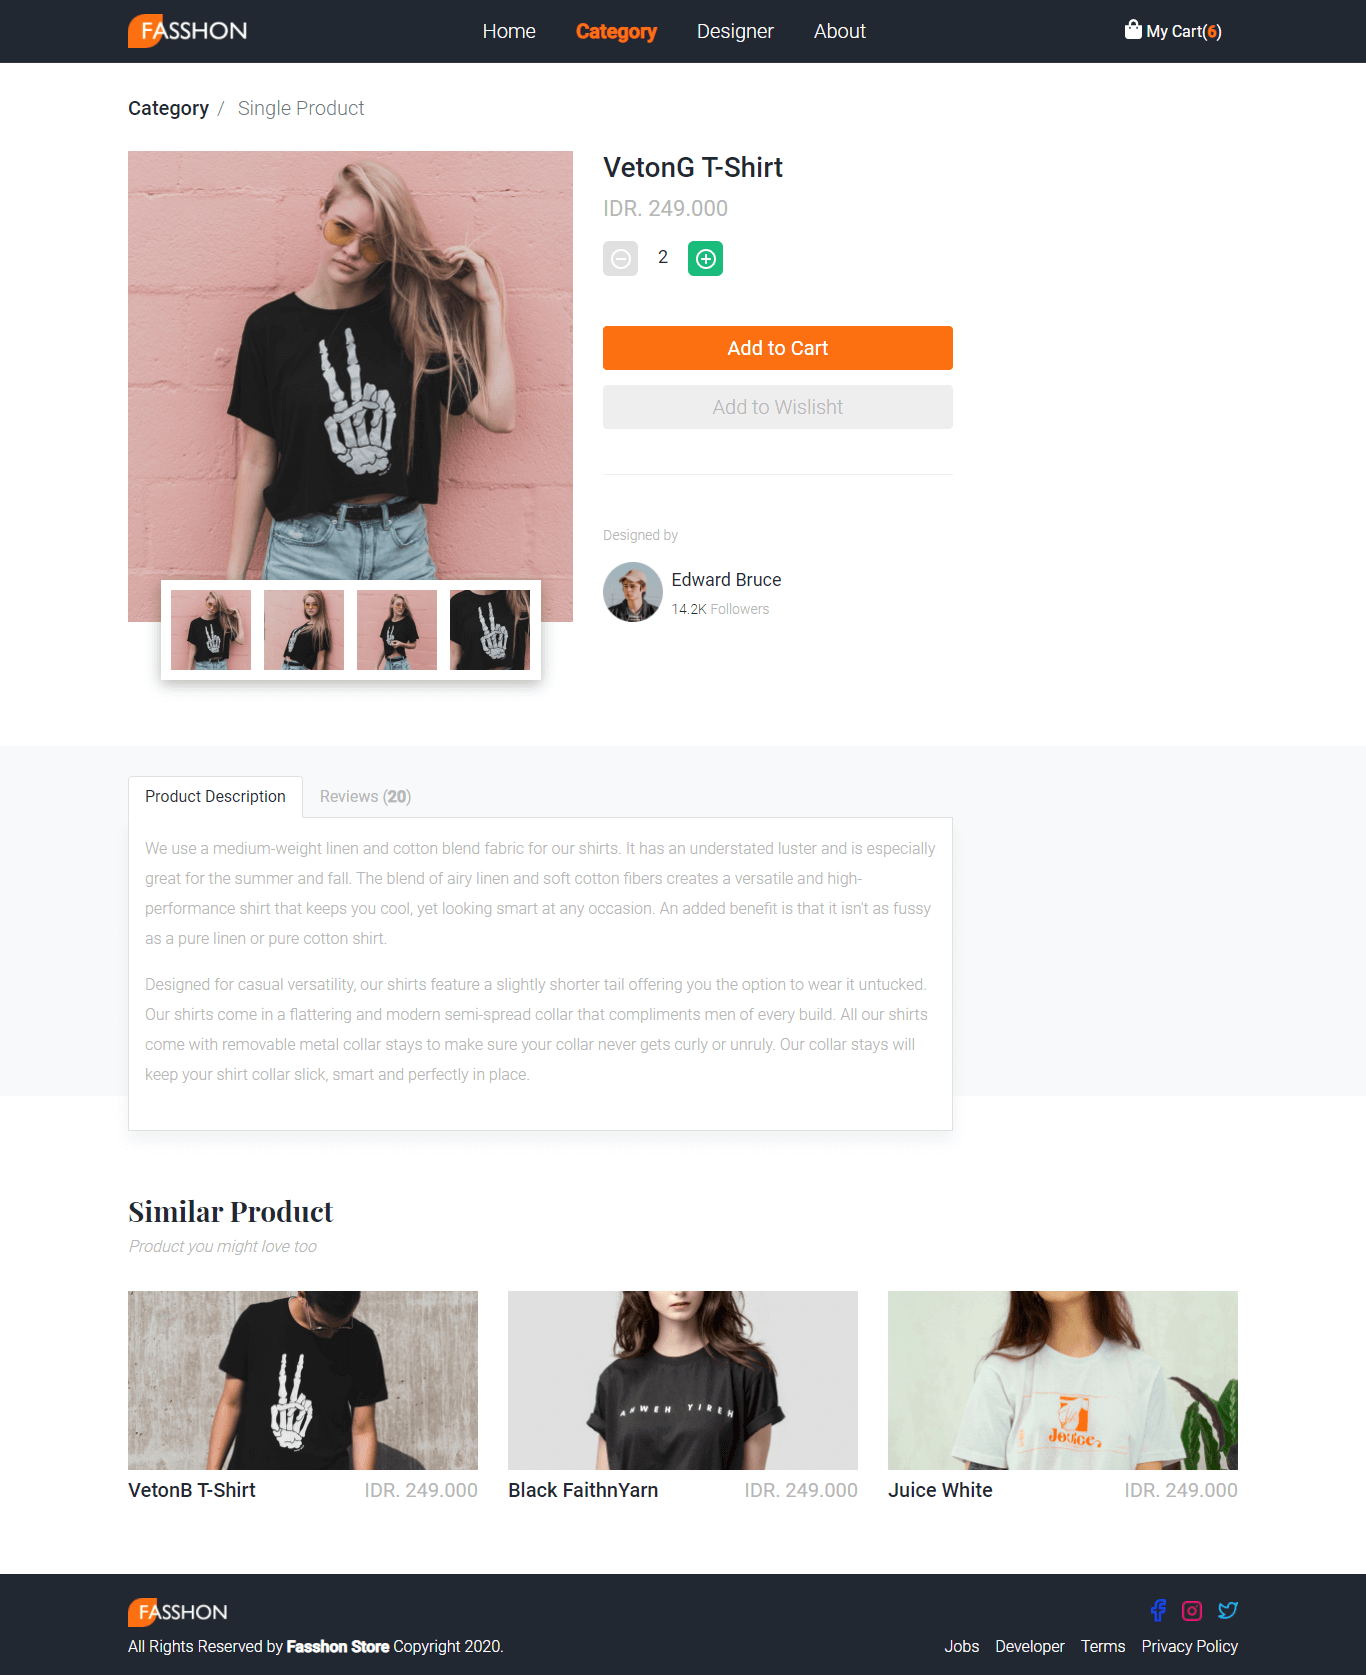 FASSHON
Home Category Designer About
My Cart(6)
Category / Single Product
VetonG T-Shirt
IDR. 249.000
2
Add to Cart
Add to Wislisht
Designed by
Edward Bruce
14.2K Followers
Product Description
Reviews (20)
We use a medium-weight linen and cotton blend fabric for our shirts. It has an understated luster and is especially
great for the summer and fall. The blend of airy linen and soft cotton fibers creates a versatile and high-
performance shirt that keeps you cool, yet looking smart at any occasion. An added benefit is that it isn't as fussy
as a pure linen or pure cotton shirt.
Designed for casual versatility, our shirts feature a slightly shorter tail offering you the option to wear it untucked.
Our shirts come in a flattering and modern semi-spread collar that compliments men of every build. All our shirts
come with removable metal collar stays to make sure your collar never gets curly or unruly. Our collar stays will
keep your shirt collar slick, smart and perfectly in place.
Similar Product
Product you might love too
AHWEH YIREH
Joyice
VetonB T-Shirt IDR. 249.000
Black FaithnYarn IDR. 249.000
Juice White IDR. 249.000
FASSHON
All Rights Reserved by Fasshon Store Copyright 2020.
Jobs Developer Terms Privacy Policy